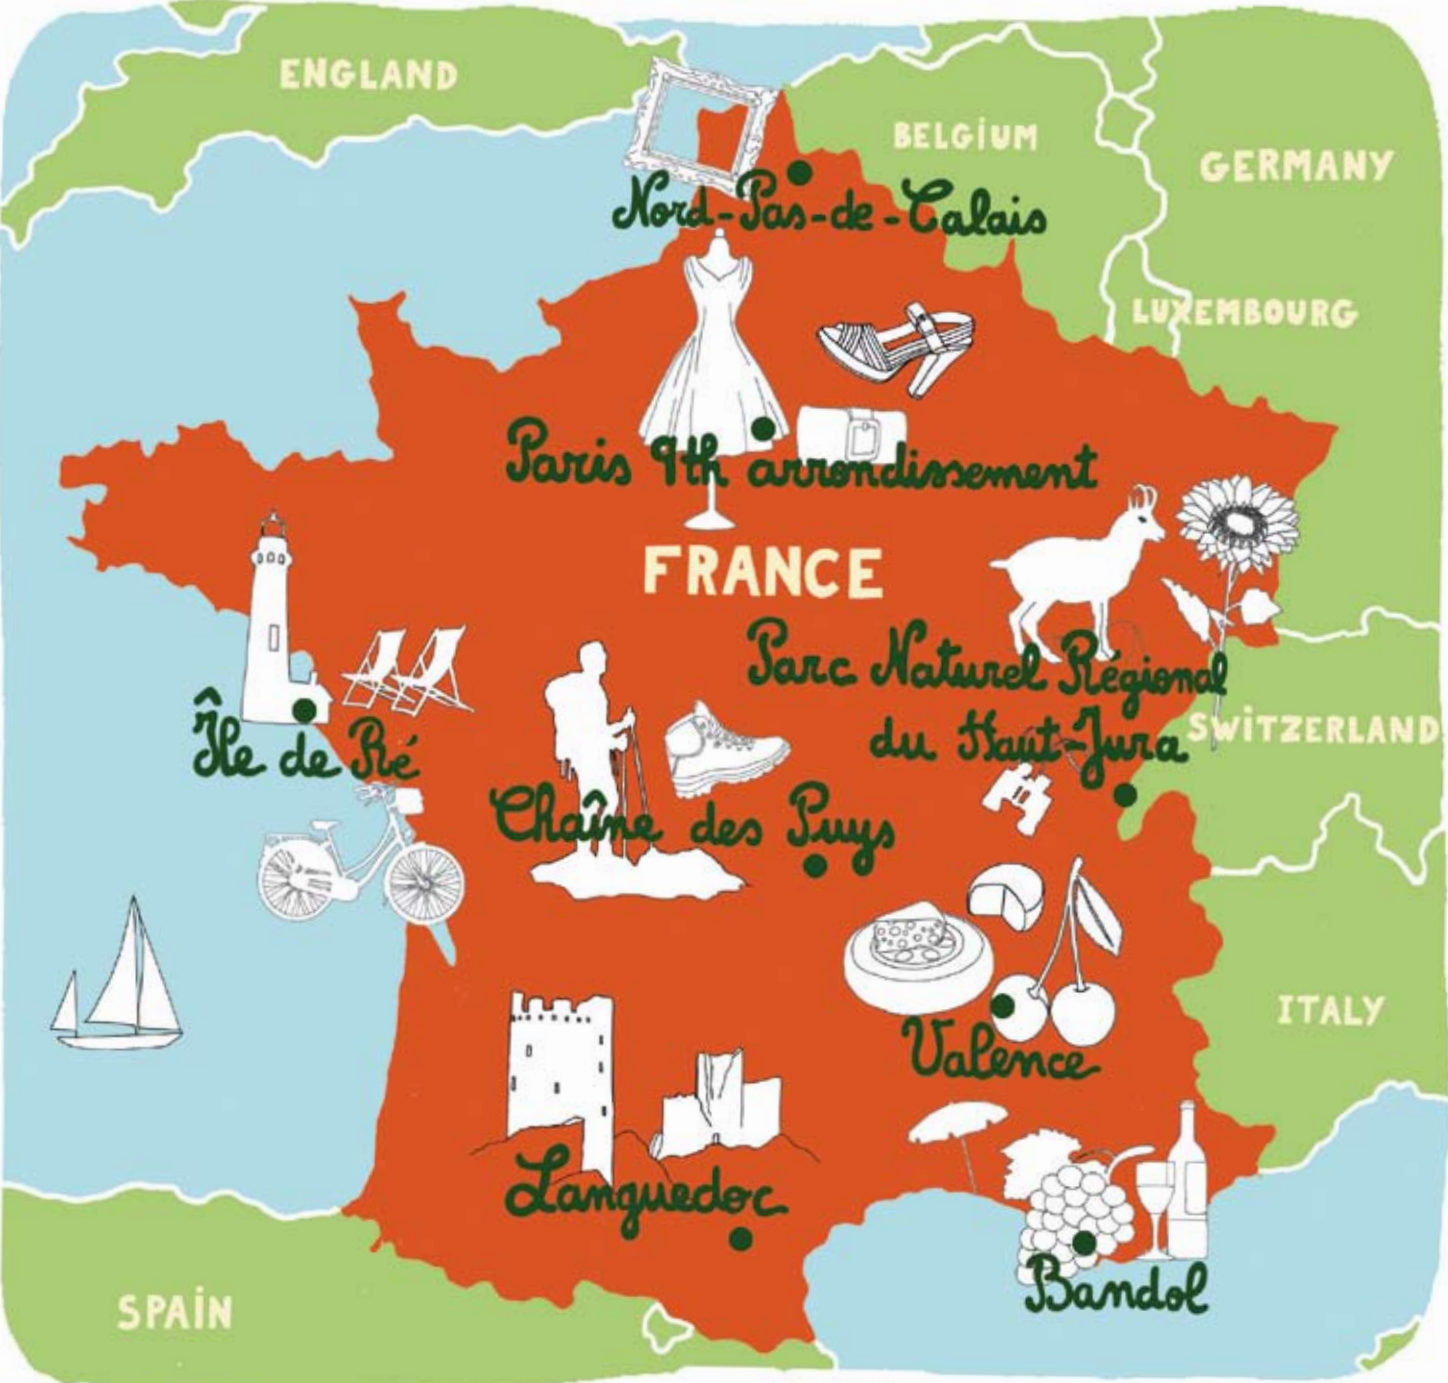 ENGLAND
BELGIUM
GERMANY
Nord-Pas-de-Calais
LUXEMBOURG
Paris 9th arrondissement
FRANCE
Parc Naturel Régional
du Haut-Jura
SWITZERLAND
Île de Ré
Chaîne des Puys
ITALY
Valence
Languedoc
Bandol
SPAIN